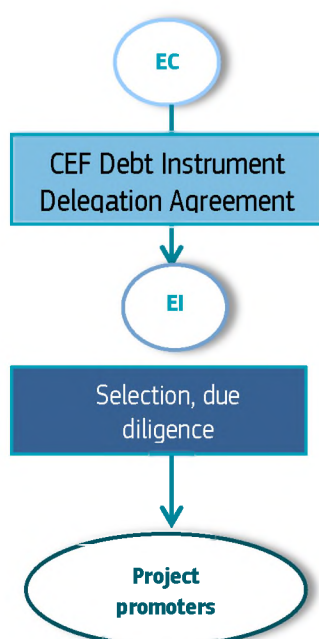 EC
CEF Debt Instrument
Delegation Agreement
EI
Selection, due
diligence
Project
promoters